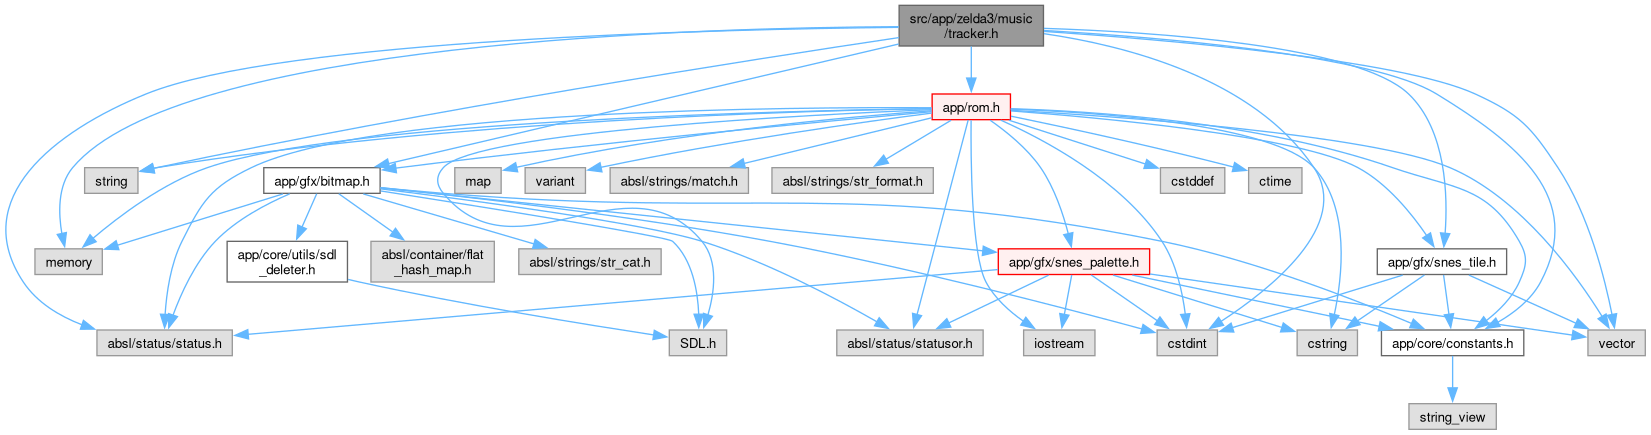 src/app/zelda3/music
/tracker.h
app/rom.h
string
app/gfx/bitmap.h
map
variant
absl/strings/match.h
absl/strings/str_format.h
cstddef
ctime
memory
app/core/utils/sdl
_deleter.h
absl/container/flat
_hash_map.h
absl/strings/str_cat.h
app/gfx/snes_palette.h
app/gfx/snes_tile.h
absl/status/status.h
SDL.h
absl/status/statusor.h
iostream
cstdint
cstring
app/core/constants.h
vector
string_view